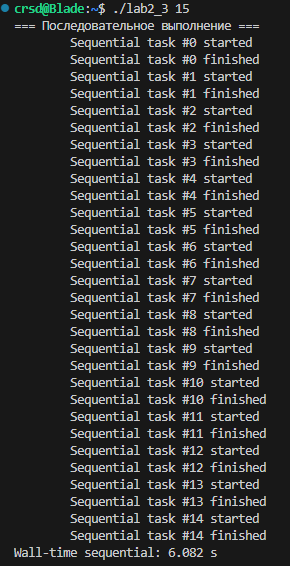 crsd@Blade:~$ ./lab2_3 15
=== Последовательное выполнение ===
Sequential task #0 started
Sequential task #0 finished
Sequential task #1 started
Sequential task #1 finished
Sequential task #2 started
Sequential task #2 finished
Sequential task #3 started
Sequential task #3 finished
Sequential task #4 started
Sequential task #4 finished
Sequential task #5 started
Sequential task #5 finished
Sequential task #6 started
Sequential task #6 finished
Sequential task #7 started
Sequential task #7 finished
Sequential task #8 started
Sequential task #8 finished
Sequential task #9 started
Sequential task #9 finished
Sequential task #10 started
Sequential task #10 finished
Sequential task #11 started
Sequential task #11 finished
Sequential task #12 started
Sequential task #12 finished
Sequential task #13 started
Sequential task #13 finished
Sequential task #14 started
Sequential task #14 finished
Wall-time sequential: 6.082 s